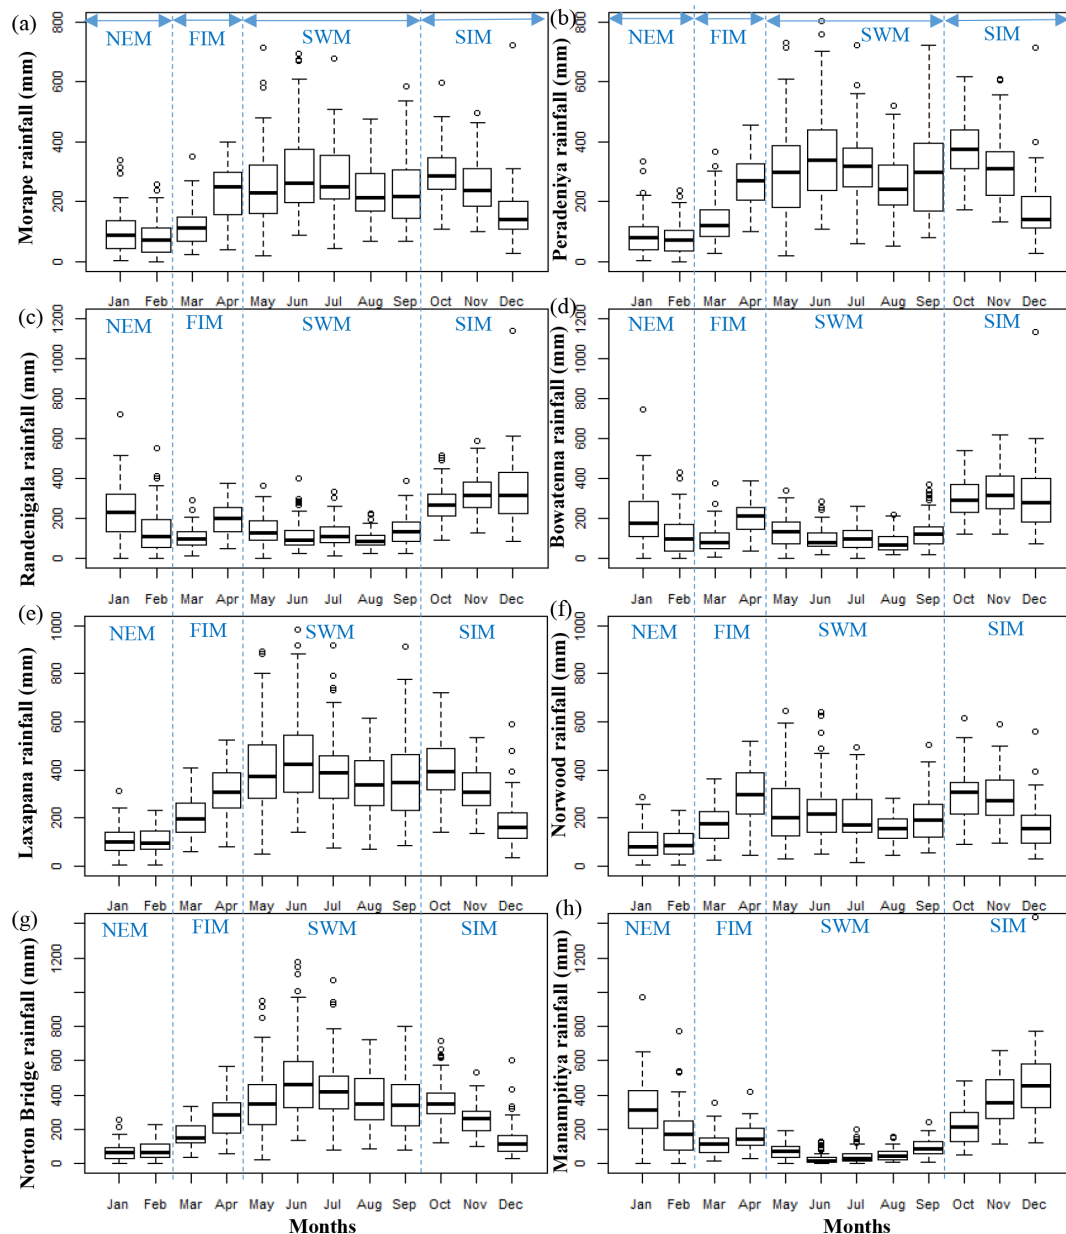 (a)
NEM
FIM
SWM
SIM
Morape rainfall (mm)
0
200
400
600
800
Jan Feb Mar Apr May Jun Jul Aug Sep Oct Nov Dec
(b)
NEM
FIM
SWM
SIM
Peradeniya rainfall (mm)
0
200
400
600
800
Jan Feb Mar Apr May Jun Jul Aug Sep Oct Nov Dec
(c)
NEM
FIM
SWM
SIM
Randenigala rainfall (mm)
0
200
400
600
800
1000
1200
Jan Feb Mar Apr May Jun Jul Aug Sep Oct Nov Dec
(d)
NEM
FIM
SWM
SIM
Bowatenna rainfall (mm)
0
200
400
600
800
1000
1200
Jan Feb Mar Apr May Jun Jul Aug Sep Oct Nov Dec
(e)
NEM
FIM
SWM
SIM
Laxapana rainfall (mm)
0
200
400
600
800
1000
Jan Feb Mar Apr May Jun Jul Aug Sep Oct Nov Dec
(f)
NEM
FIM
SWM
SIM
Norwood rainfall (mm)
0
200
400
600
800
1000
Jan Feb Mar Apr May Jun Jul Aug Sep Oct Nov Dec
(g)
NEM
FIM
SWM
SIM
Norton Bridge rainfall (mm)
0
200
400
600
800
1200
Jan Feb Mar Apr May Jun Jul Aug Sep Oct Nov Dec
Months
(h)
NEM
FIM
SWM
SIM
Manampitiya rainfall (mm)
0
200
400
600
800
1200
Jan Feb Mar Apr May Jun Jul Aug Sep Oct Nov Dec
Months